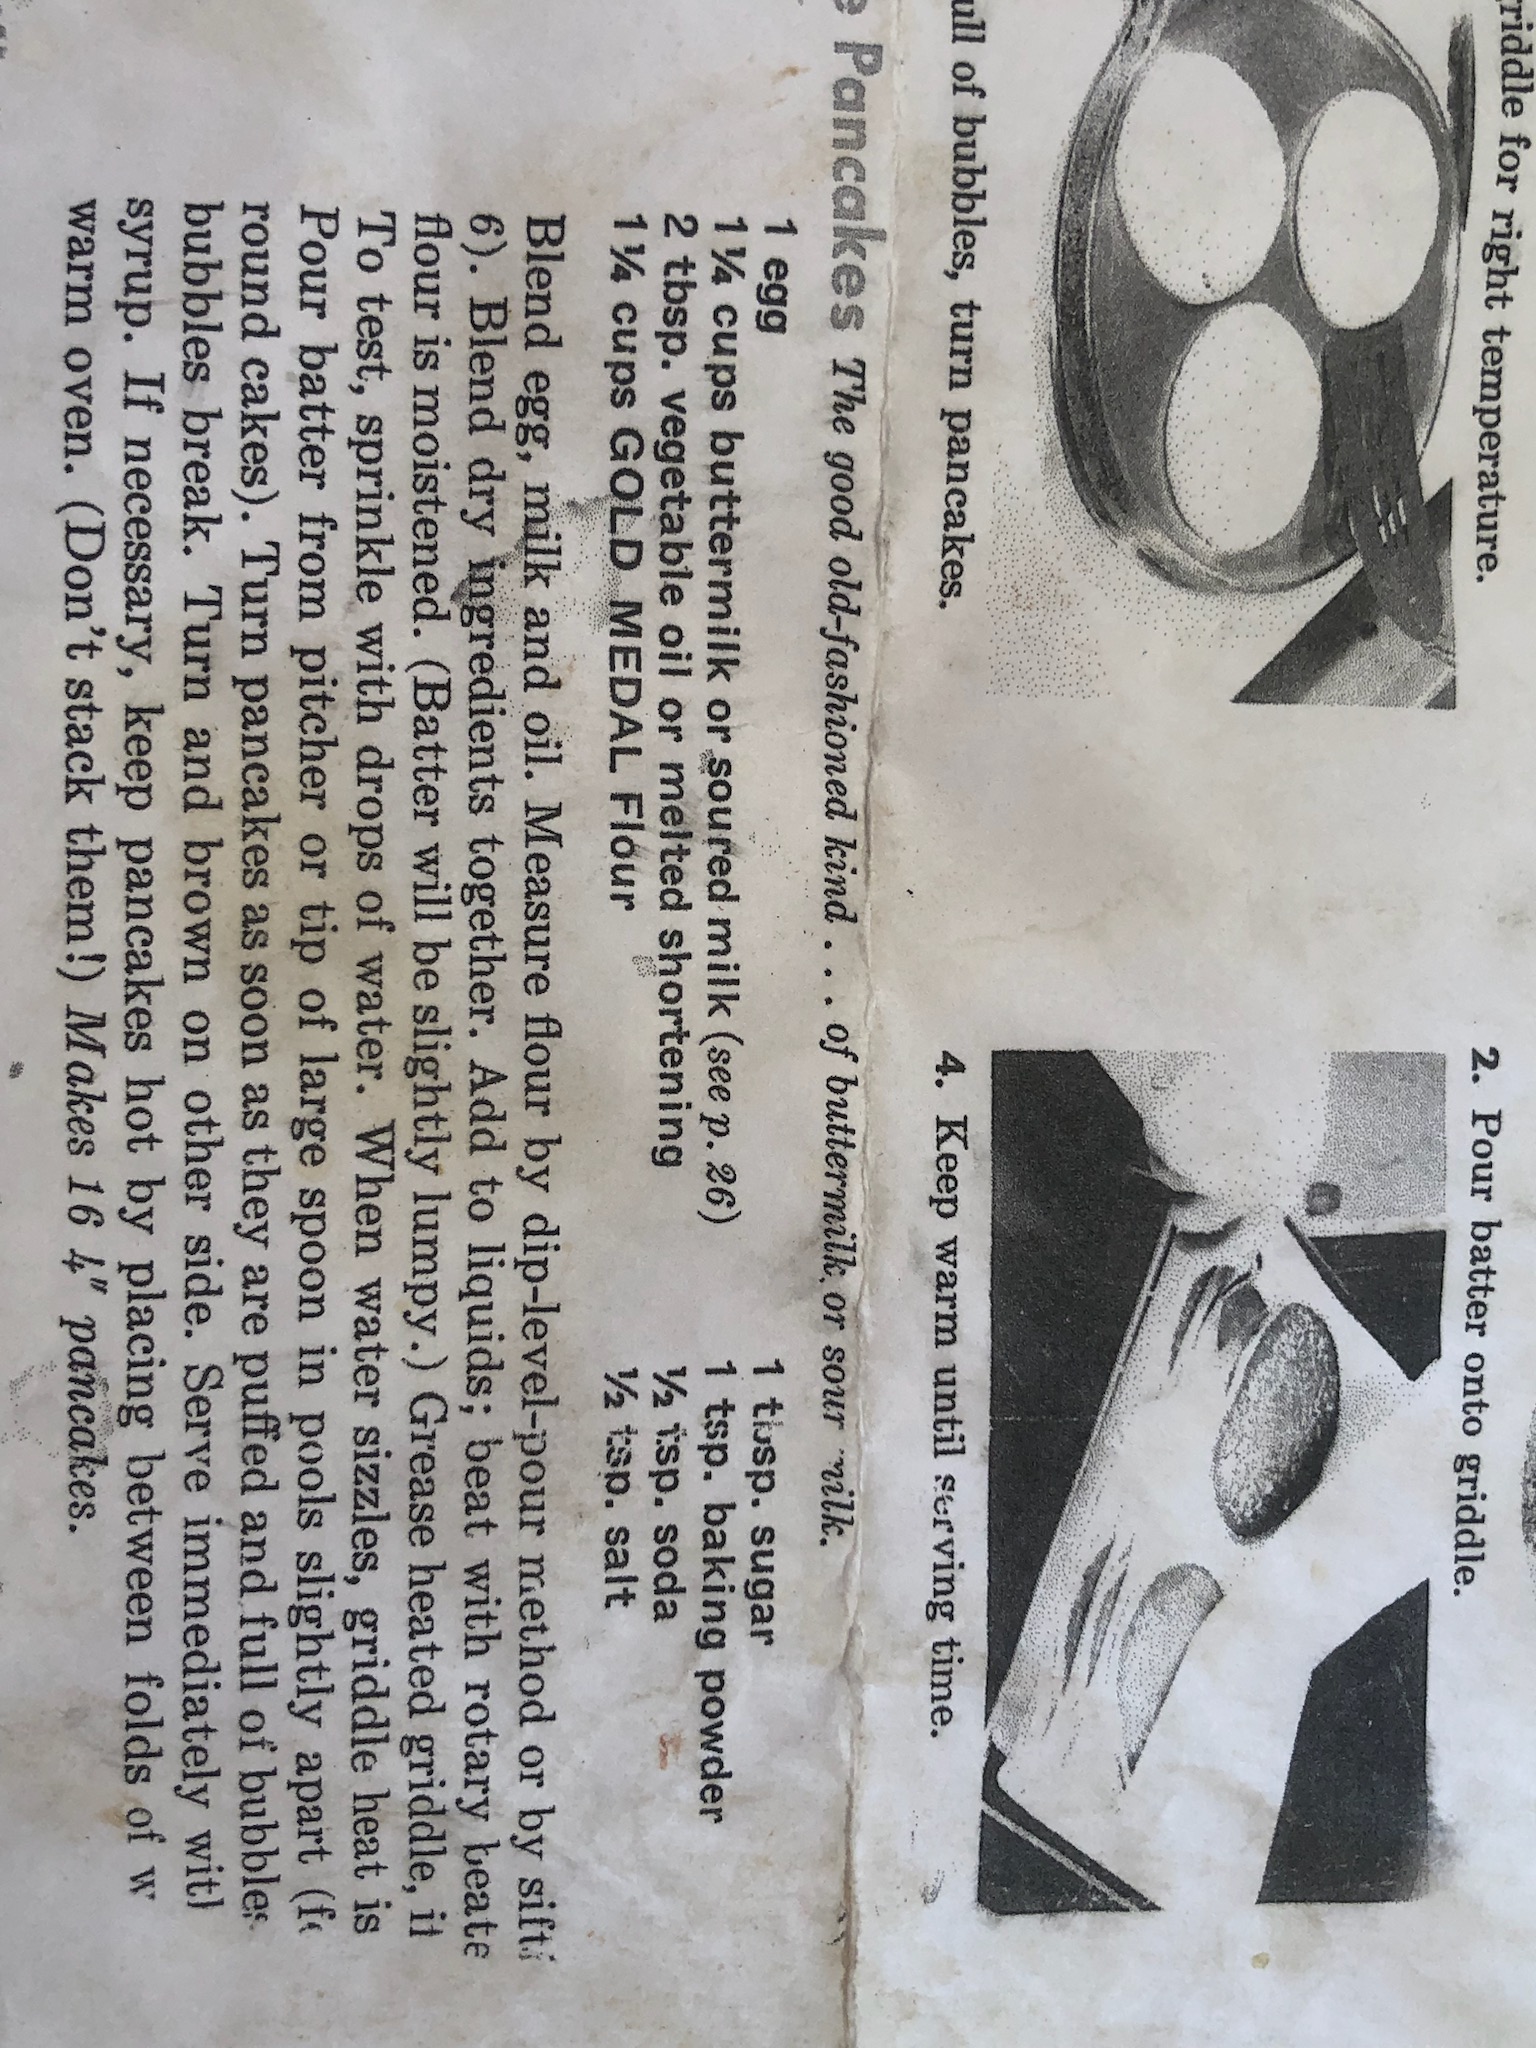 griddle for right temperature.
2. Pour batter onto griddle.
full of bubbles, turn pancakes.
4. Keep warm until serving time.
e Pancakes The good old-fashioned kind . . . of buttermilk or sour milk.
1 egg
1¼ cups buttermilk or soured milk (see p. 26)
2 tbsp. vegetable oil or melted shortening
1¼ cups GOLD MEDAL Flour
1 tbsp. sugar
1 tsp. baking powder
½ tsp. soda
½ tsp. salt
Blend egg, milk and oil. Measure flour by dip-level-pour method or by sifti
6). Blend dry ingredients together. Add to liquids; beat with rotary beate
flour is moistened. (Batter will be slightly lumpy.) Grease heated griddle, if
To test, sprinkle with drops of water. When water sizzles, griddle heat is
Pour batter from pitcher or tip of large spoon in pools slightly apart (fo
round cakes). Turn pancakes as soon as they are puffed and full of bubbles
bubbles break. Turn and brown on other side. Serve immediately with
syrup. If necessary, keep pancakes hot by placing between folds of w
warm oven. (Don't stack them!) Makes 16 4" pancakes.